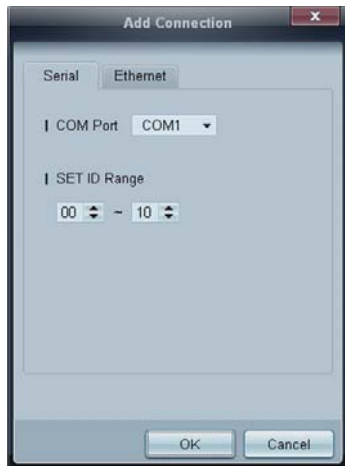 Add Connection
x
Serial Ethernet
COM Port COM1
SET ID Range
00 ~ 10
OK Cancel